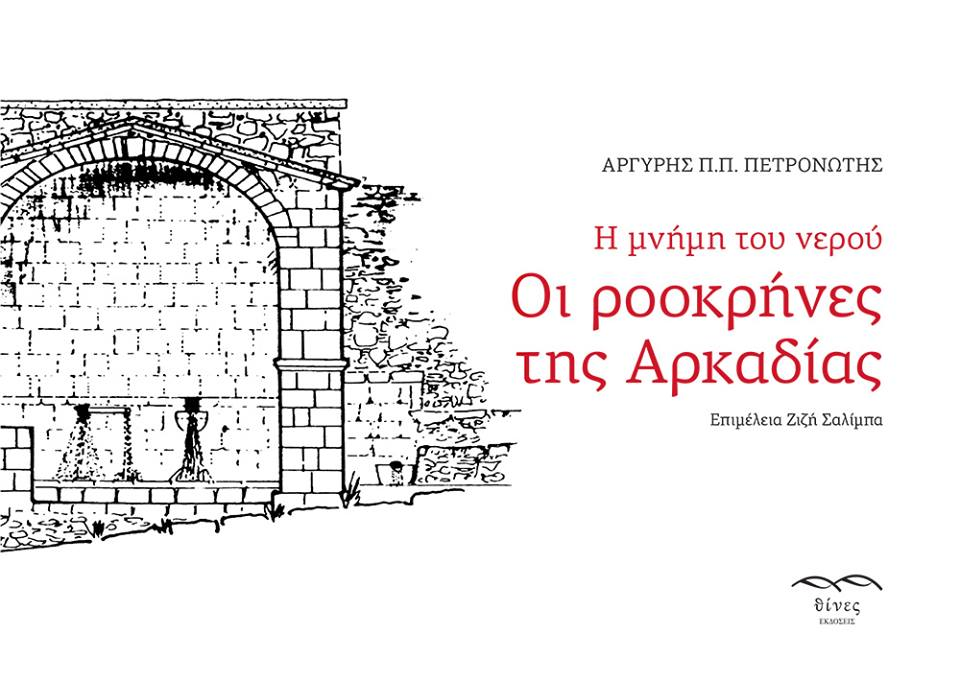 ΑΡΓΥΡΗΣ Π.Π. ΠΕΤΡΟΝΩΤΗΣ
Η μνήμη του νερού
Οι ροοκρήνες
της Αρκαδίας
Επιμέλεια Ζιζή Σαλίμπα
θίνες
ΕΚΔΟΣΕΙΣ